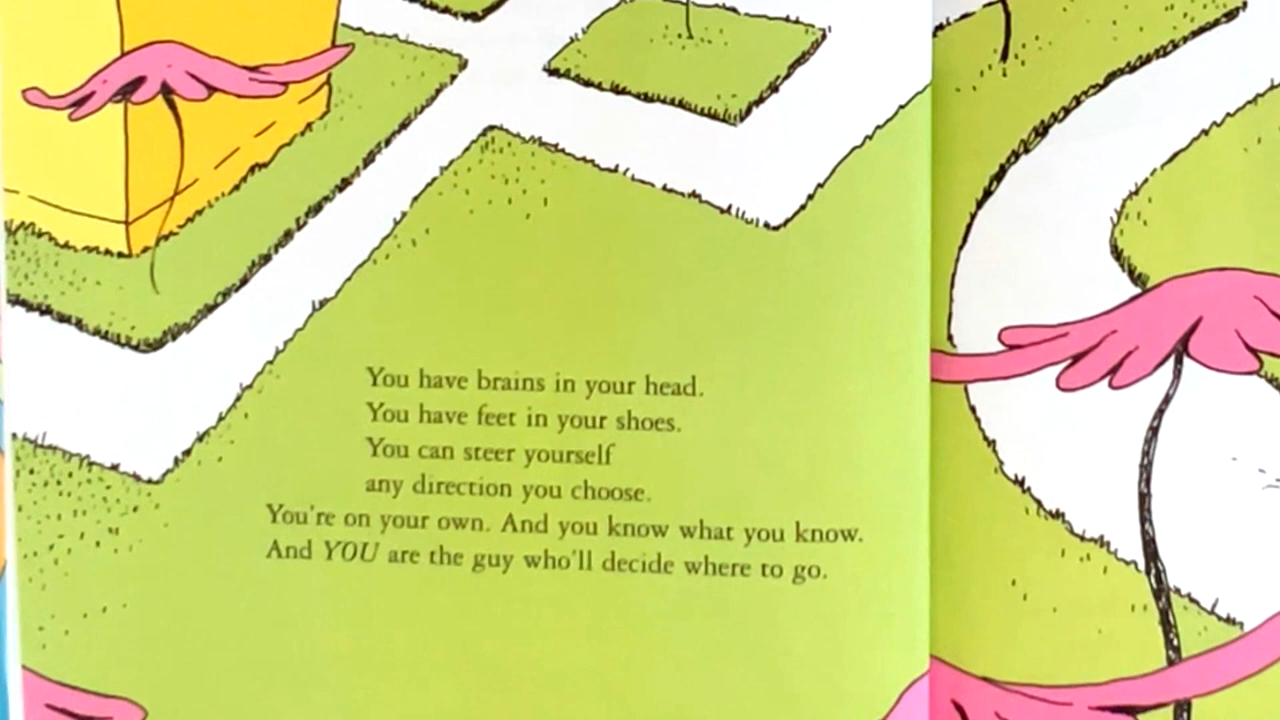 You have brains in your head.
You have feet in your shoes.
You can steer yourself
any direction you choose.
You're on your own. And you know what you know.
And YOU are the guy who'll decide where to go.